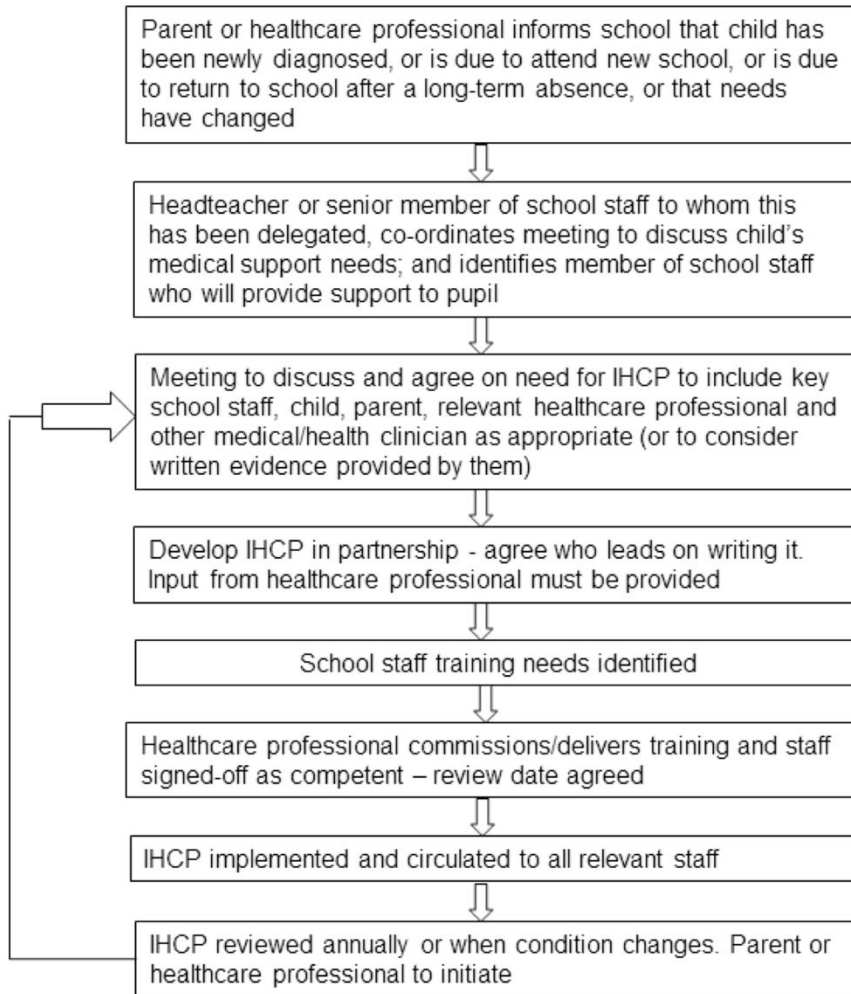 Parent or healthcare professional informs school that child has
been newly diagnosed, or is due to attend new school, or is due
to return to school after a long-term absence, or that needs
have changed
Headteacher or senior member of school staff to whom this
has been delegated, co-ordinates meeting to discuss child's
medical support needs; and identifies member of school staff
who will provide support to pupil
Meeting to discuss and agree on need for IHCP to include key
school staff, child, parent, relevant healthcare professional and
other medical/health clinician as appropriate (or to consider
written evidence provided by them)
Develop IHCP in partnership - agree who leads on writing it.
Input from healthcare professional must be provided
School staff training needs identified
Healthcare professional commissions/delivers training and staff
signed-off as competent – review date agreed
IHCP implemented and circulated to all relevant staff
IHCP reviewed annually or when condition changes. Parent or
healthcare professional to initiate